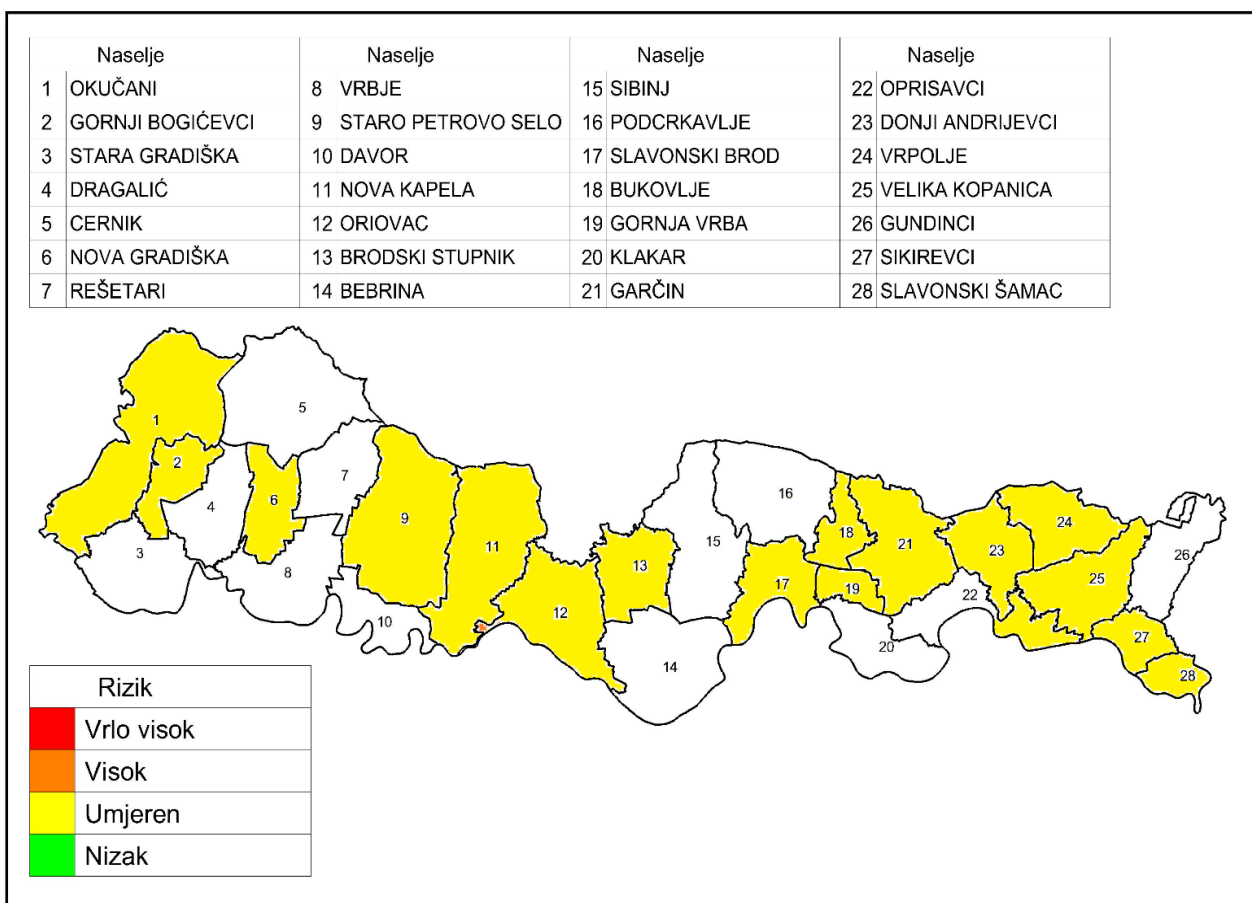 Naselje Naselje Naselje Naselje
1 OKUČANI 8 VRBJE 15 SIBINJ 22 OPRISAVCI
2 GORNJI BOGIĆEVCI 9 STARO PETROVO SELO 16 PODCRKAVLJE 23 DONJI ANDRIJEVCI
3 STARA GRADIŠKA 10 DAVOR 17 SLAVONSKI BROD 24 VRPOLJE
4 DRAGALIĆ 11 NOVA KAPELA 18 BUKOVLJE 25 VELIKA KOPANICA
5 CERNIK 12 ORIOVAC 19 GORNJA VRBA 26 GUNDINCI
6 NOVA GRADIŠKA 13 BRODSKI STUPNIK 20 KLAKAR 27 SIKIREVCI
7 REŠETARI 14 BEBRINA 21 GARČIN 28 SLAVONSKI ŠAMAC
5
1
2
7
16
6
4
9
24
18
15
21
11
23
26
3
13
8
25
17
19
22
12
10
27
20
14
28
Rizik
Vrlo visok
Visok
Umjeren
Nizak